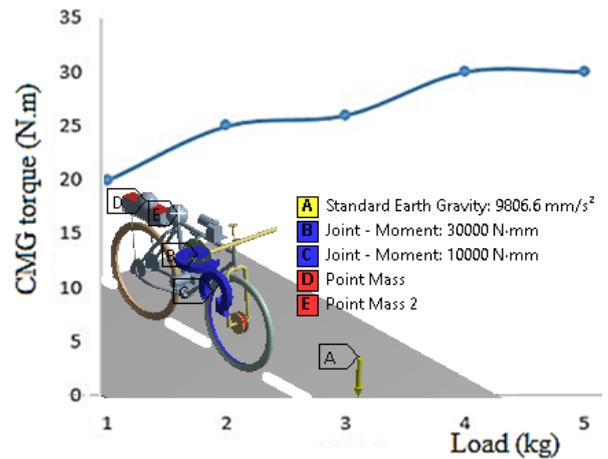 35
30
25
20
15
10
5
0
CMG torque (N.m)
1 2 3 4 5
Load (kg)
A Standard Earth Gravity: 9806.6 mm/s²
B Joint - Moment: 30000 N·mm
C Joint - Moment: 10000 N·mm
D Point Mass
E Point Mass 2
D
E
B
C
A